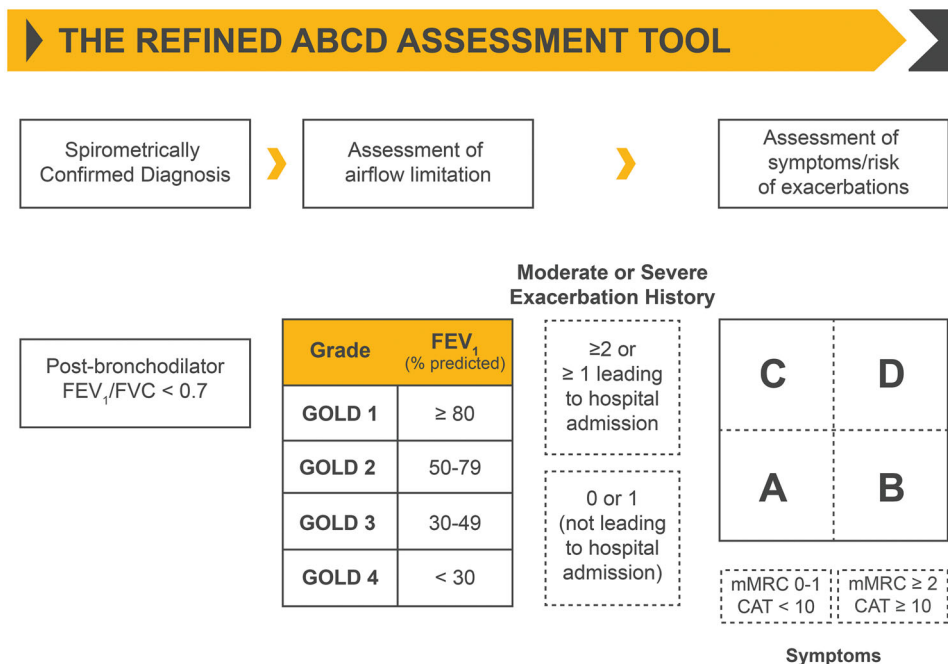 THE REFINED ABCD ASSESSMENT TOOL
Spirometrically
Confirmed Diagnosis
Assessment of
airflow limitation
Assessment of
symptoms/risk
of exacerbations
Post-bronchodilator
FEV₁/FVC < 0.7
Grade FEV₁
(% predicted)
GOLD 1 ≥ 80
GOLD 2 50-79
GOLD 3 30-49
GOLD 4 < 30
Moderate or Severe
Exacerbation History
≥2 or
≥ 1 leading
to hospital
admission
0 or 1
(not leading
to hospital
admission)
C D
A B
mMRC 0-1
CAT < 10
mMRC ≥ 2
CAT ≥ 10
Symptoms